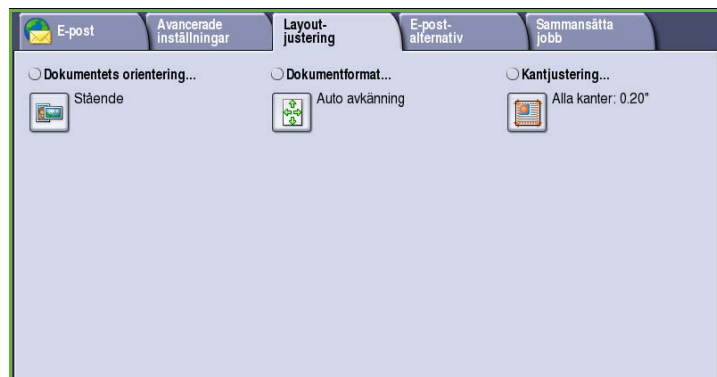 E-post
Avancerade
inställningar
Layout-
justering
E-post-
alternativ
Sammansätta
jobb
Dokumentets orientering...
Stående
Dokumentformat...
Auto avkänning
Kantjustering...
Alla kanter: 0.20"